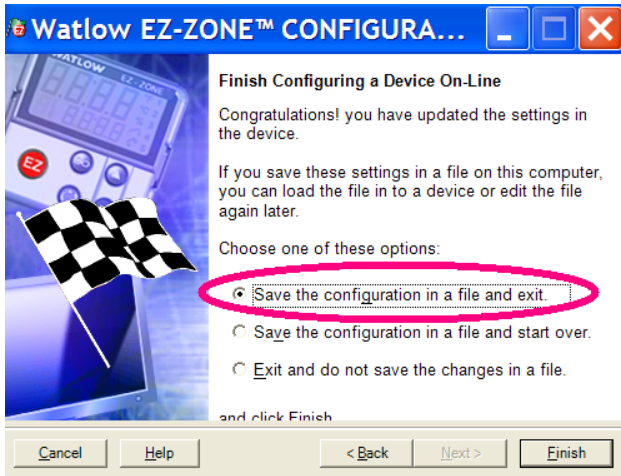 Watlow EZ-ZONE™ CONFIGURA...
WATLOW
EZ-ZONE
EZ
Finish Configuring a Device On-Line
Congratulations! you have updated the settings in
the device.
If you save these settings in a file on this computer,
you can load the file in to a device or edit the file
again later.
Choose one of these options:
Save the configuration in a file and exit.
Save the configuration in a file and start over.
Exit and do not save the changes in a file.
and click Finish
Cancel Help < Back Next > Finish